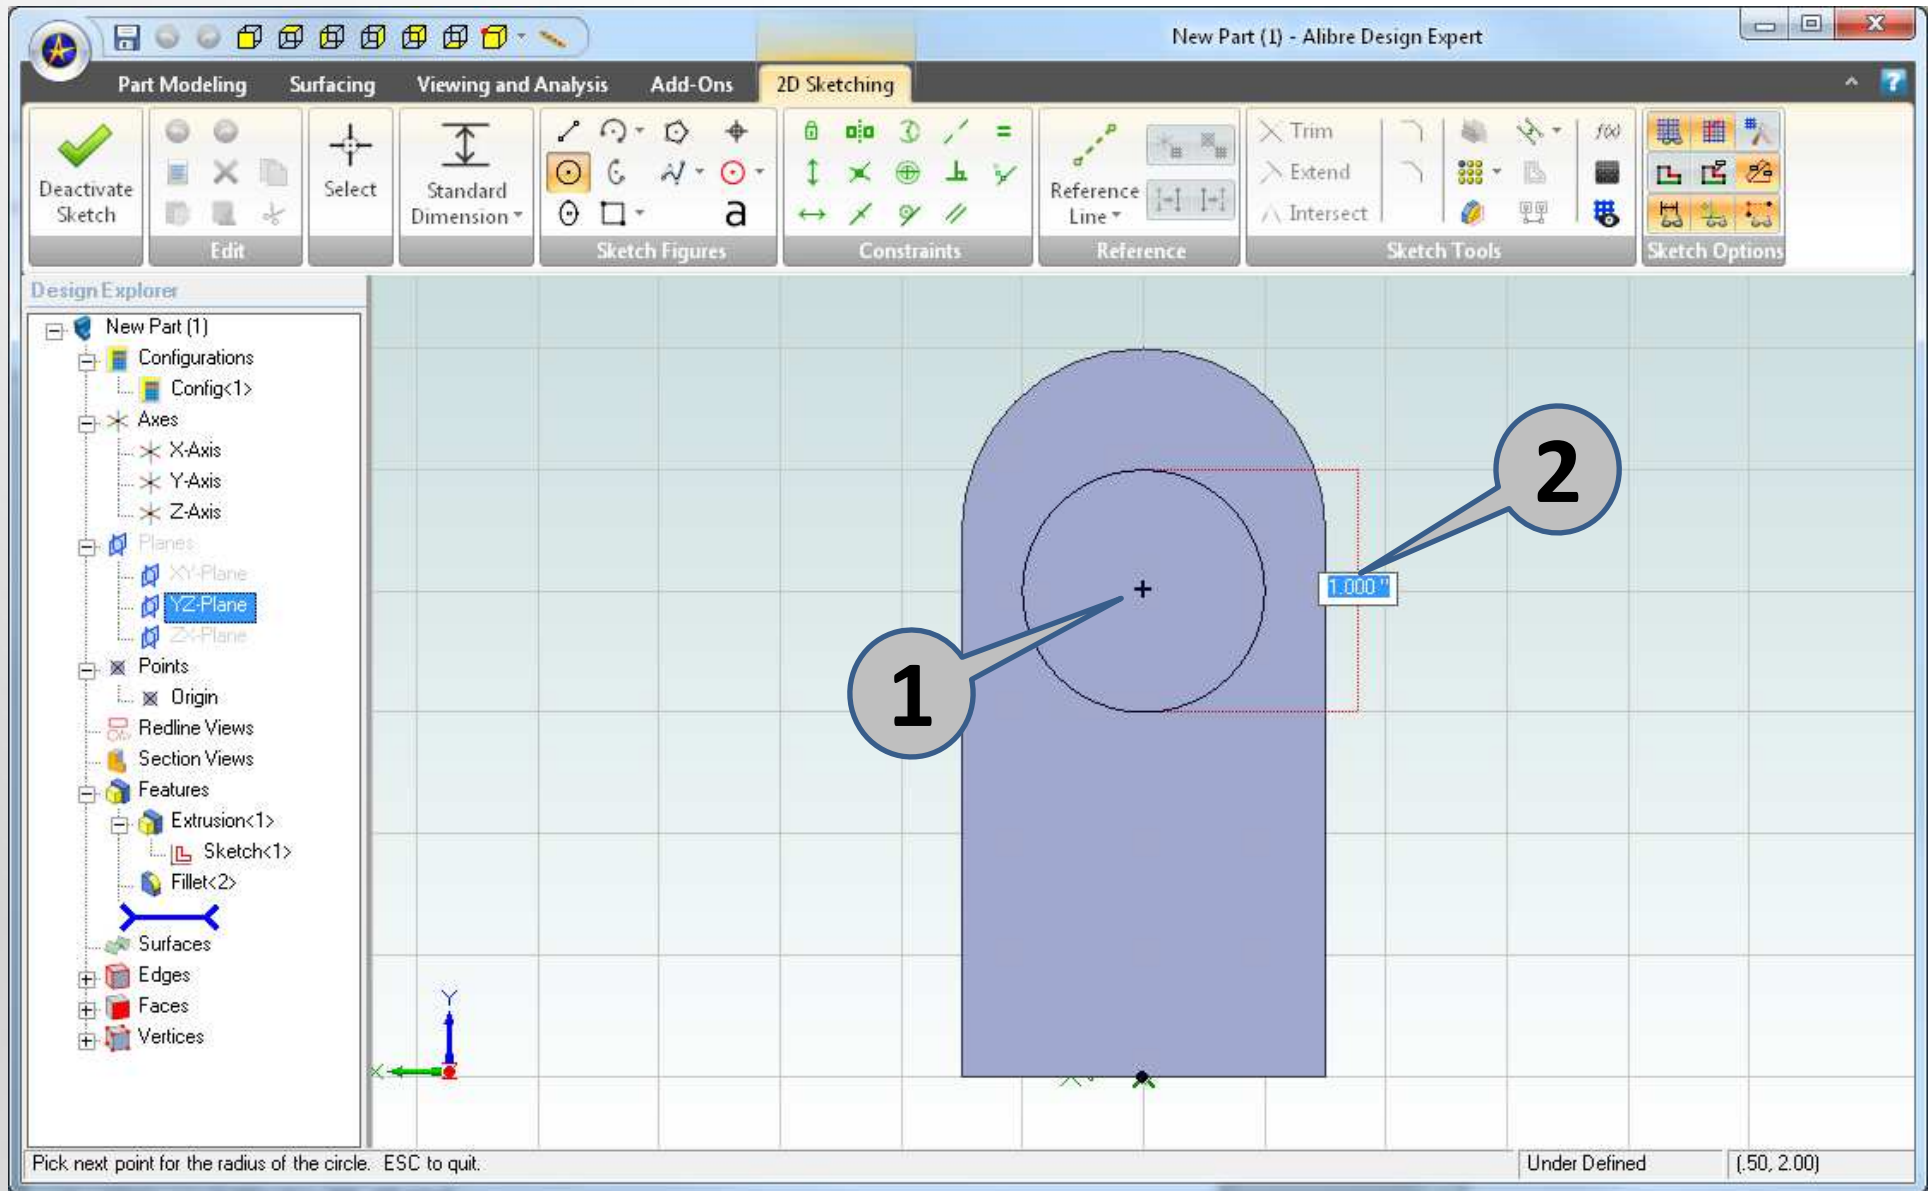 New Part (1) - Alibre Design Expert
Part Modeling Surfacing Viewing and Analysis Add-Ons 2D Sketching
Deactivate Sketch
Edit
Select
Standard Dimension
a
Sketch Figures
Constraints
Reference Line
Reference
Trim
Extend
Intersect
f(x)
Sketch Tools
Sketch Options
Design Explorer
New Part (1)
Configurations
Config<1>
Axes
X-Axis
Y-Axis
Z-Axis
Planes
XY-Plane
YZ-Plane
ZX-Plane
Points
Origin
Redline Views
Section Views
Features
Extrusion<1>
Sketch<1>
Fillet<2>
Surfaces
Edges
Faces
Vertices
2
1.000 "
1
Y
X
Pick next point for the radius of the circle. ESC to quit.
Under Defined
(.50, 2.00)